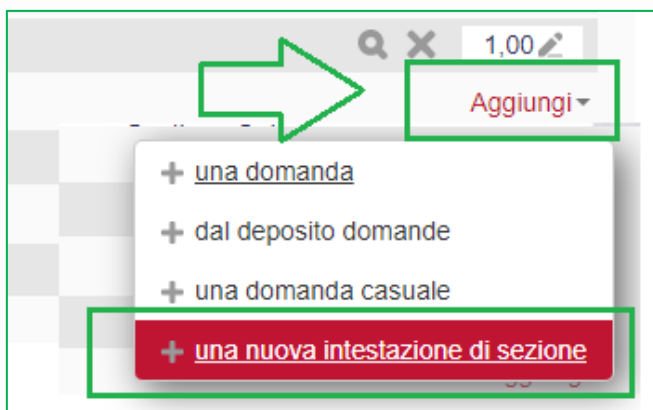 1,00
Aggiungi
una domanda
dal deposito domande
una domanda casuale
una nuova intestazione di sezione